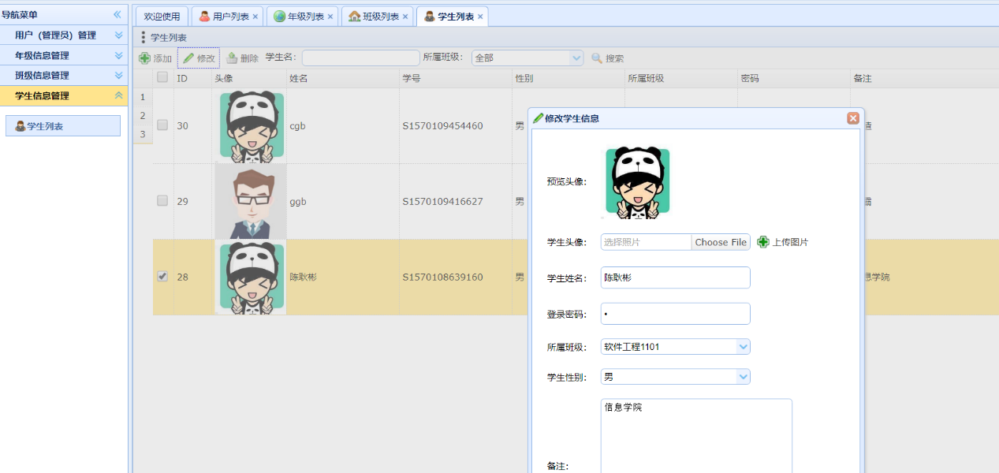 导航菜单
用户（管理员）管理
年级信息管理
班级信息管理
学生信息管理
学生列表
欢迎使用 用户列表 年级列表 班级列表 学生列表
学生列表
添加 修改 删除 学生名： 所属班级： 全部 搜索
ID 头像 姓名 学号 性别 所属班级 密码 备注
1
2
3
30 cgb S1570109454460 男
29 ggb S1570109416627 男
28 陈耿彬 S1570108639160 男 息学院
修改学生信息
预览头像：
学生头像： 选择照片 Choose File 上传图片
学生姓名： 陈耿彬
登录密码： •
所属班级： 软件工程1101
学生性别： 男
备注： 信息学院